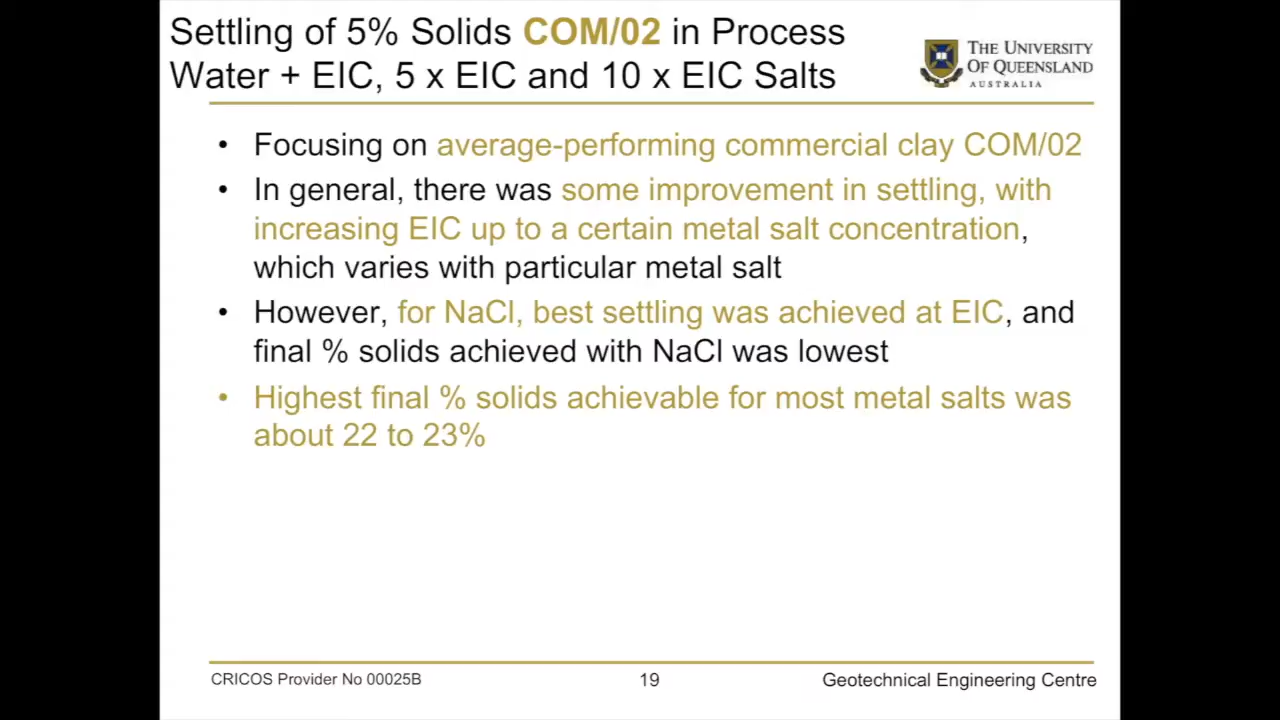 Settling of 5% Solids COM/02 in Process
Water + EIC, 5 x EIC and 10 x EIC Salts
THE UNIVERSITY
OF QUEENSLAND
AUSTRALIA
• Focusing on average-performing commercial clay COM/02
• In general, there was some improvement in settling, with
increasing EIC up to a certain metal salt concentration,
which varies with particular metal salt
• However, for NaCl, best settling was achieved at EIC, and
final % solids achieved with NaCl was lowest
• Highest final % solids achievable for most metal salts was
about 22 to 23%
CRICOS Provider No 00025B
19
Geotechnical Engineering Centre